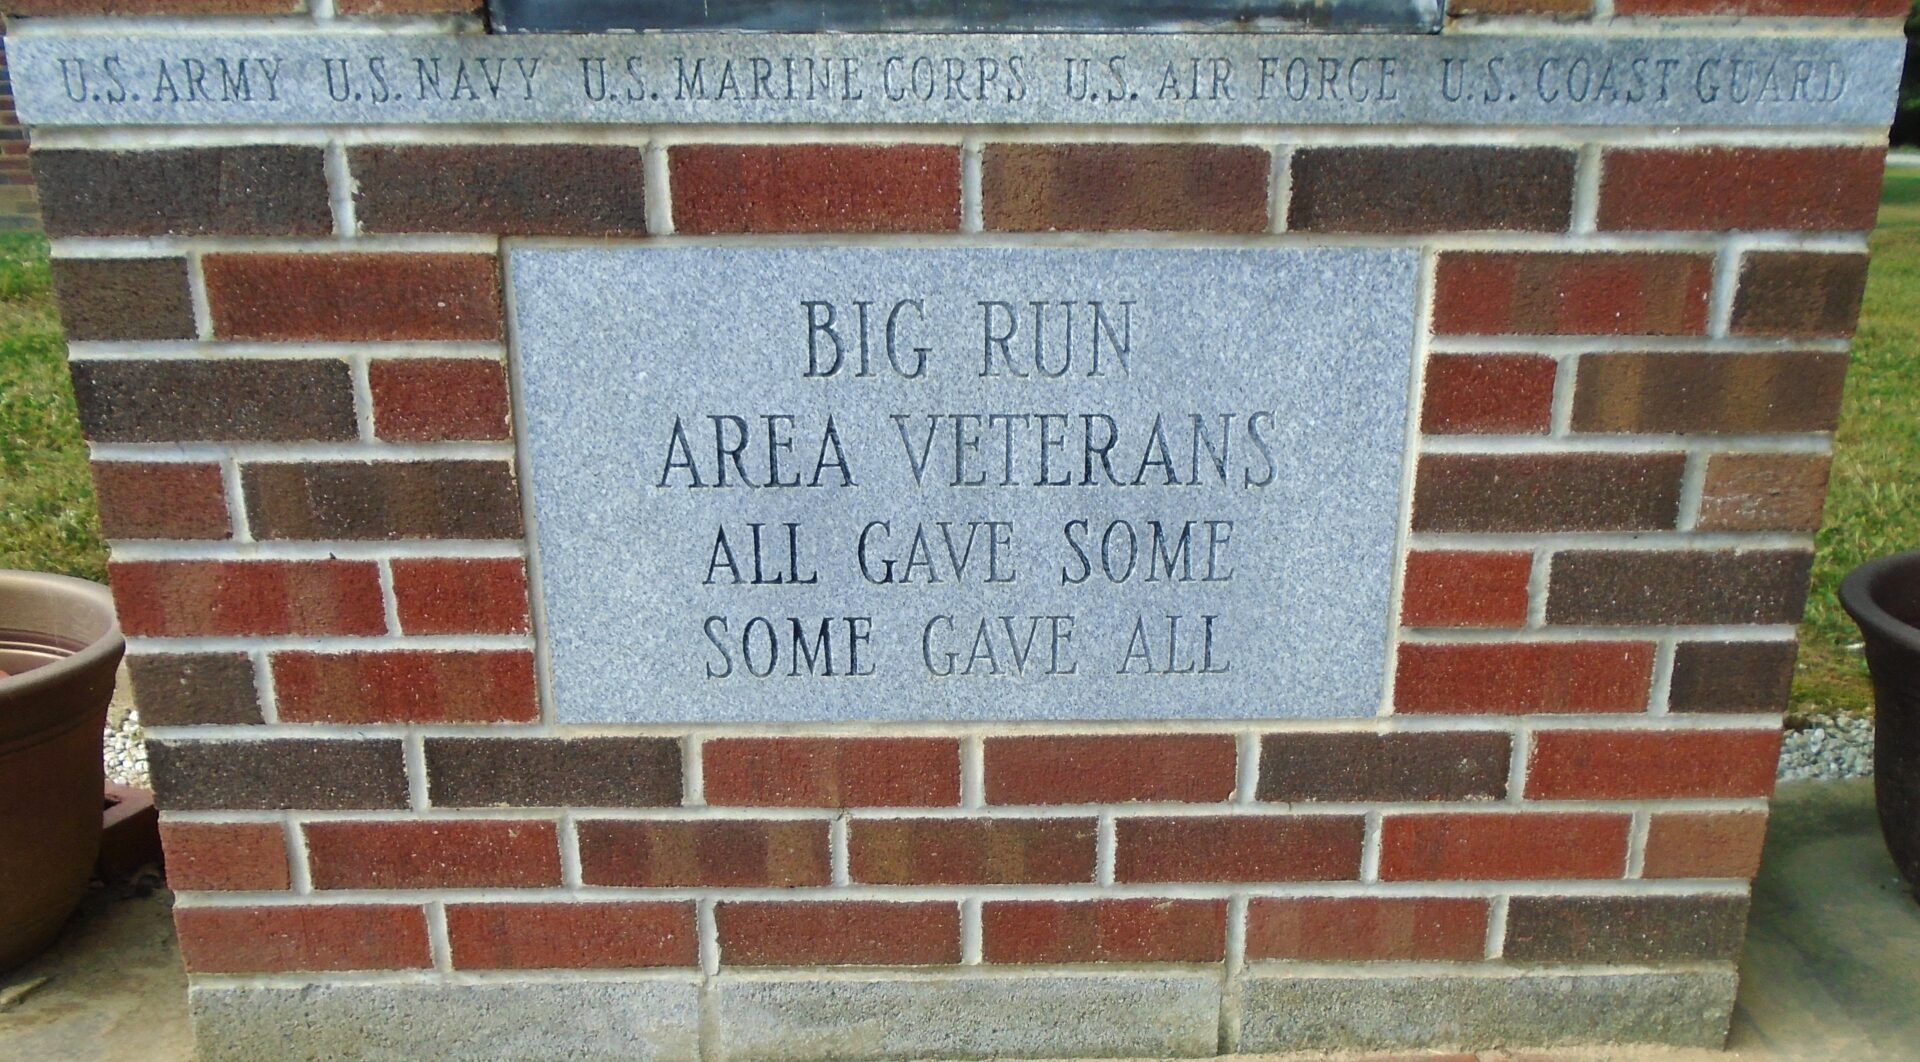 U.S. ARMY U.S. NAVY U.S. MARINE CORPS U.S. AIR FORCE U.S. COAST GUARD
BIG RUN
AREA VETERANS
ALL GAVE SOME
SOME GAVE ALL